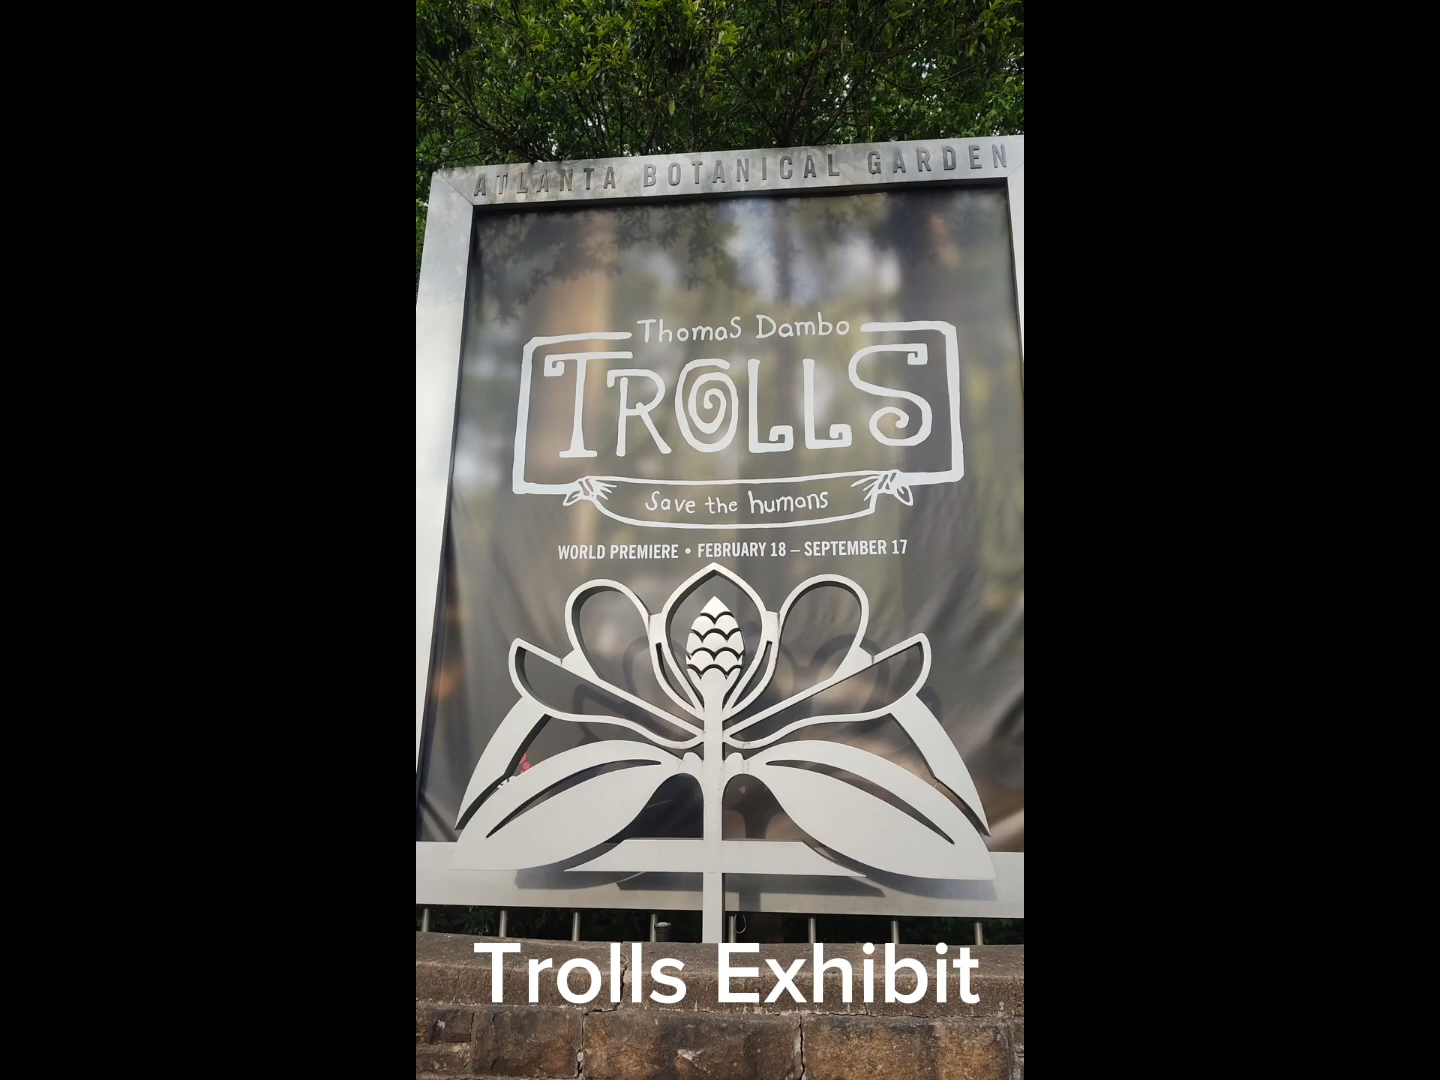 ATLANTA BOTANICAL GARDEN
Thomas Dambo
TROLLS
Save the humans
WORLD PREMIERE • FEBRUARY 18 – SEPTEMBER 17
Trolls Exhibit